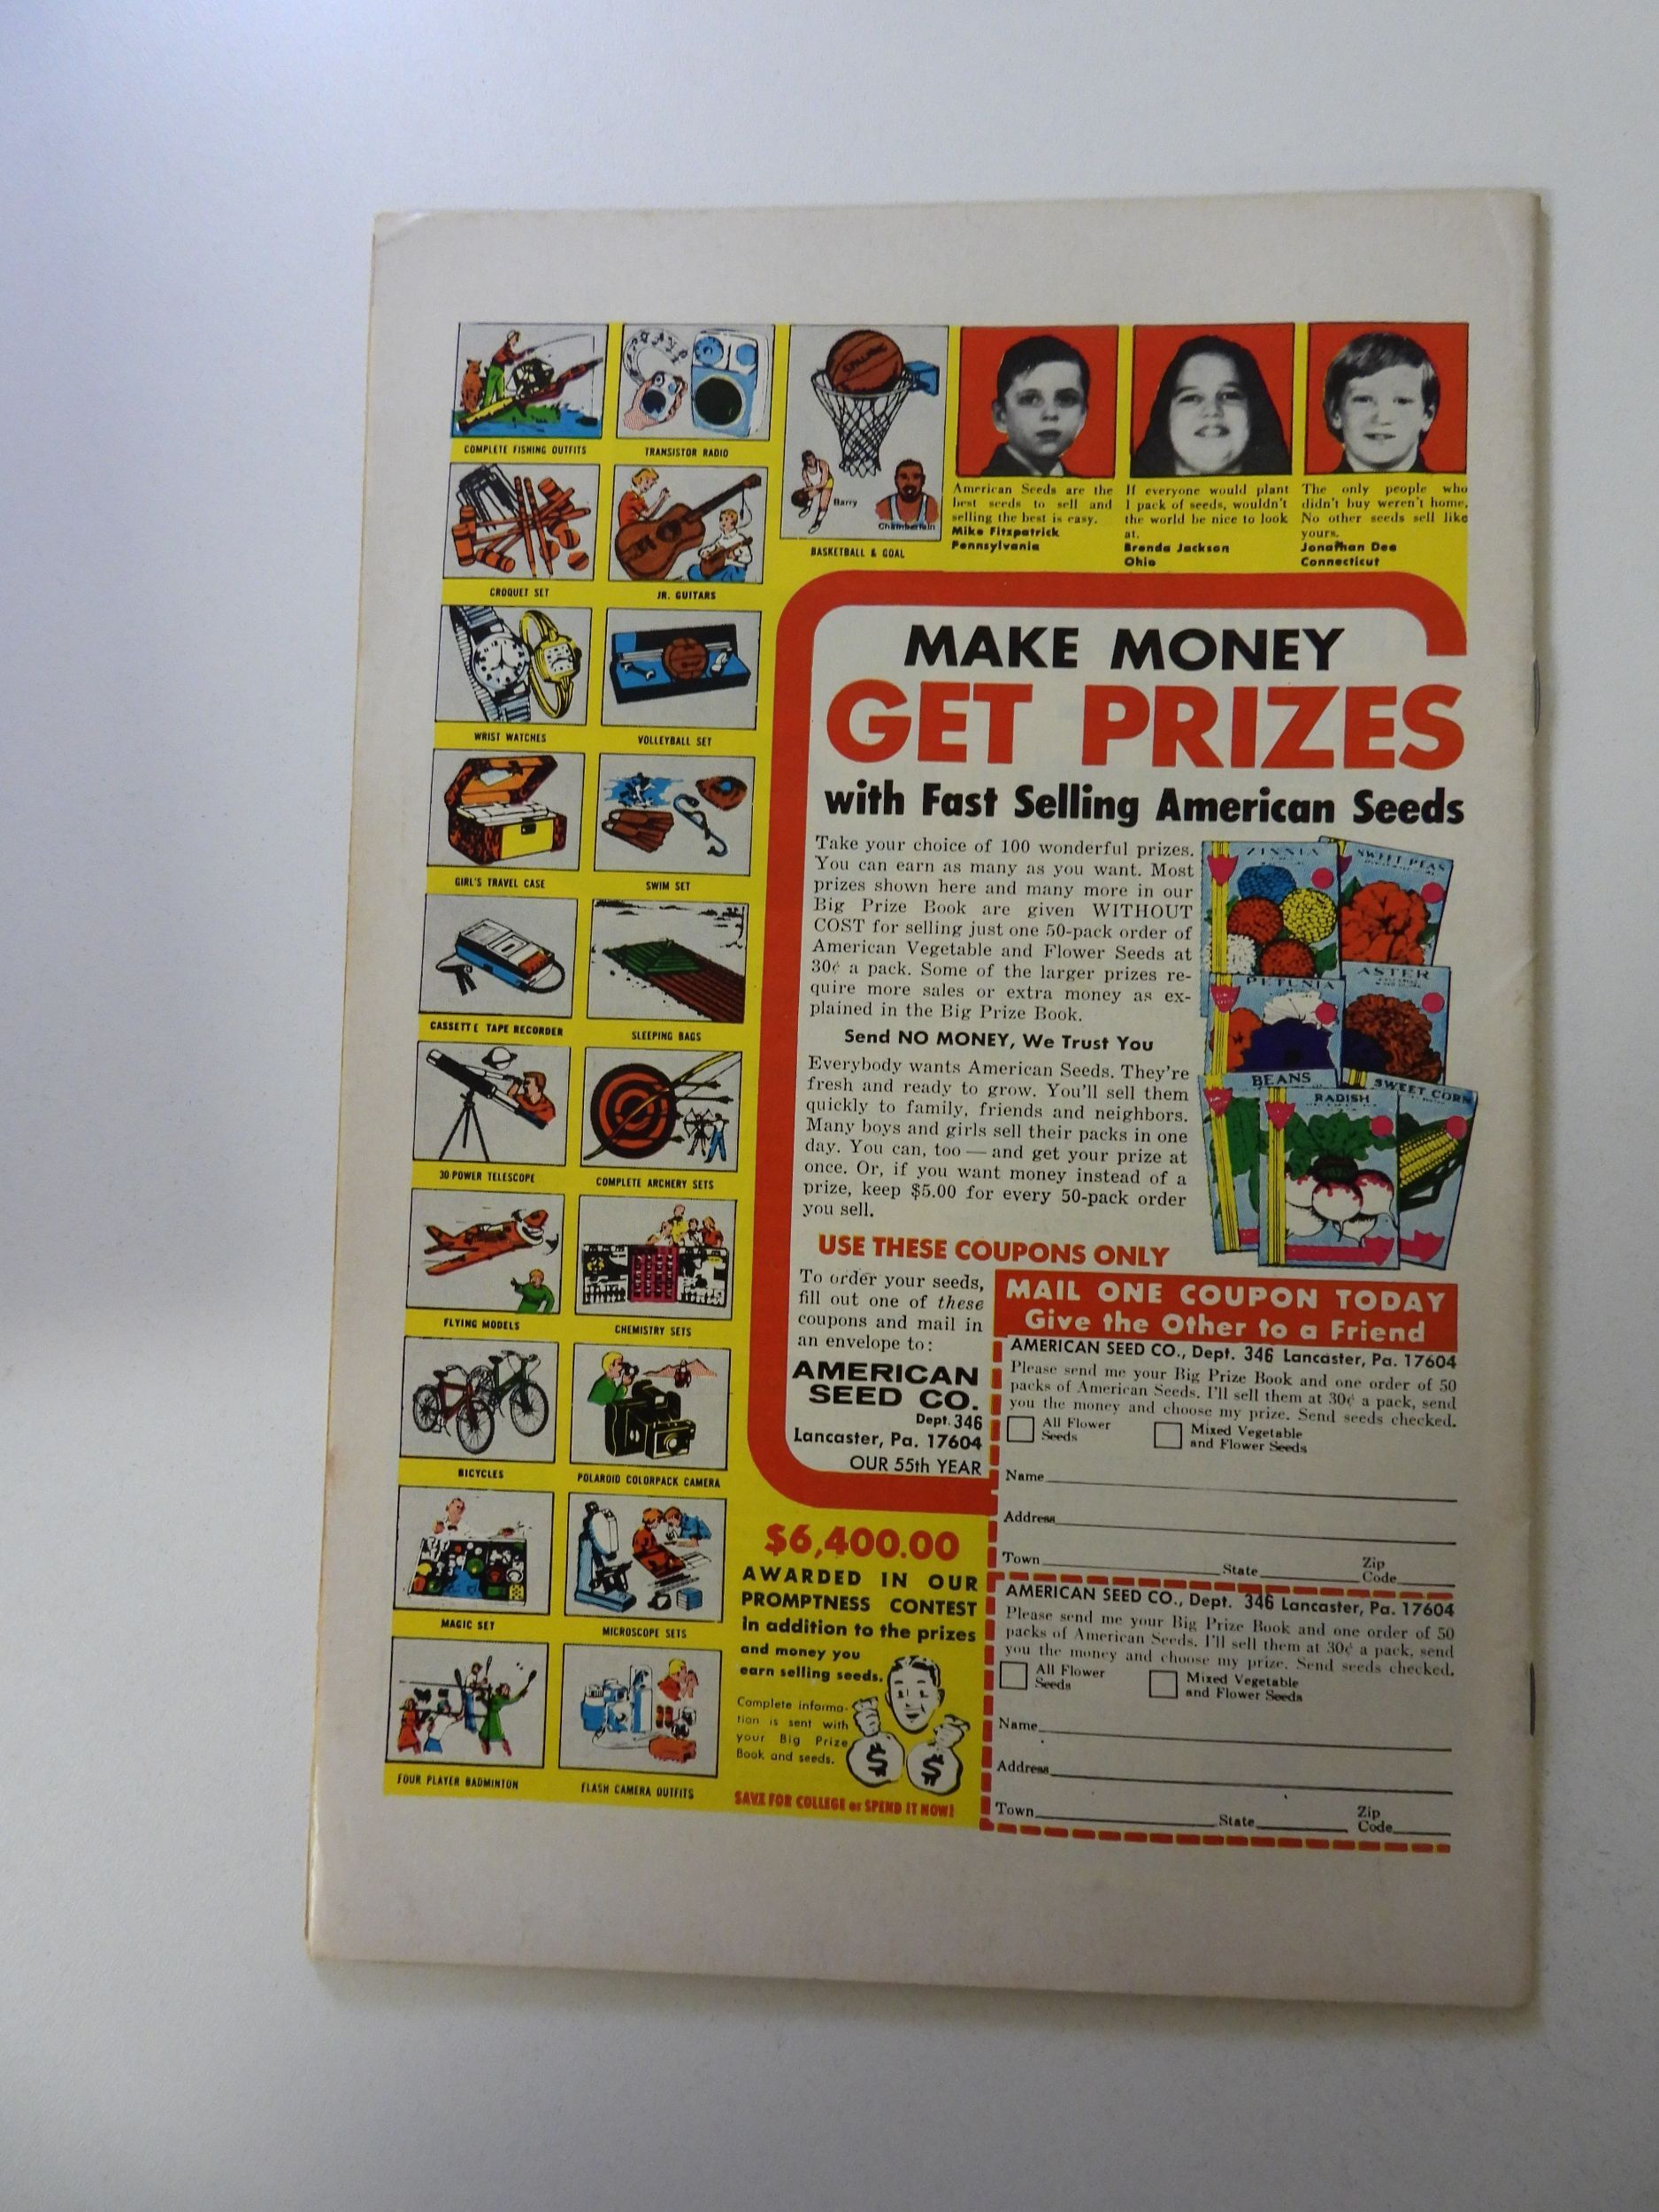 COMPLETE FISHING OUTFITS
TRANSISTOR RADIO
SPALDING
Barry
Chamberlain
BASKETBALL & GOAL
CROQUET SET
JR. GUITARS
WRIST WATCHES
VOLLEYBALL SET
GIRL'S TRAVEL CASE
SWIM SET
CASSETTE TAPE RECORDER
SLEEPING BAGS
30 POWER TELESCOPE
COMPLETE ARCHERY SETS
FLYING MODELS
CHEMISTRY SETS
BICYCLES
POLAROID COLORPACK CAMERA
MAGIC SET
MICROSCOPE SETS
FOUR PLAYER BADMINTON
FLASH CAMERA OUTFITS
American Seeds are the
best seeds to sell and
selling the best is easy.
Mike Fitzpatrick
Pennsylvania
If everyone would plant
1 pack of seeds, wouldn't
the world be nice to look
at.
Brenda Jackson
Ohio
The only people who
didn't buy weren't home.
No other seeds sell like
yours.
Jonathan Dee
Connecticut
MAKE MONEY
GET PRIZES
with Fast Selling American Seeds
Take your choice of 100 wonderful prizes.
You can earn as many as you want. Most
prizes shown here and many more in our
Big Prize Book are given WITHOUT
COST for selling just one 50-pack order of
American Vegetable and Flower Seeds at
30¢ a pack. Some of the larger prizes re-
quire more sales or extra money as ex-
plained in the Big Prize Book.
Send NO MONEY, We Trust You
Everybody wants American Seeds. They're
fresh and ready to grow. You'll sell them
quickly to family, friends and neighbors.
Many boys and girls sell their packs in one
day. You can, too — and get your prize at
once. Or, if you want money instead of a
prize, keep $5.00 for every 50-pack order
you sell.
ZINNIA
SWEET PEAS
PETUNIA
ASTER
BEANS
RADISH
SWEET CORN
USE THESE COUPONS ONLY
To order your seeds,
fill out one of these
coupons and mail in
an envelope to:
AMERICAN
SEED CO.
Dept. 346
Lancaster, Pa. 17604
OUR 55th YEAR
MAIL ONE COUPON TODAY
Give the Other to a Friend
AMERICAN SEED CO., Dept. 346 Lancaster, Pa. 17604
Please send me your Big Prize Book and one order of 50
packs of American Seeds. I'll sell them at 30¢ a pack, send
you the money and choose my prize. Send seeds checked.
All Flower
Seeds
Mixed Vegetable
and Flower Seeds
Name
Address
Town State Zip
Code
AMERICAN SEED CO., Dept. 346 Lancaster, Pa. 17604
Please send me your Big Prize Book and one order of 50
packs of American Seeds. I'll sell them at 30¢ a pack, send
you the money and choose my prize. Send seeds checked.
All Flower
Seeds
Mixed Vegetable
and Flower Seeds
Name
Address
Town State Zip
Code
$6,400.00
AWARDED IN OUR
PROMPTNESS CONTEST
in addition to the prizes
and money you
earn selling seeds.
Complete informa-
tion is sent with
your Big Prize
Book and seeds.
$ $
SAVE FOR COLLEGE or SPEND IT NOW!